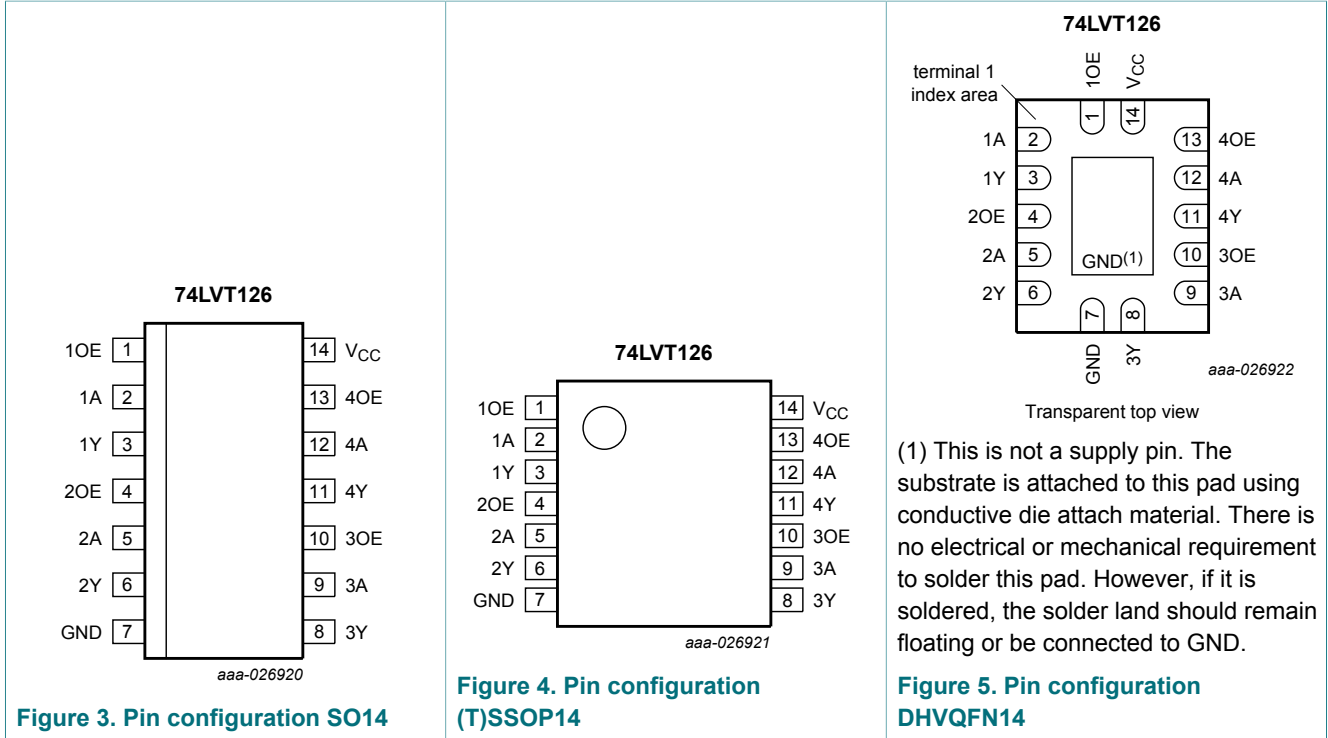 74LVT126
1OE 1
14 VCC
1A 2
13 4OE
1Y 3
12 4A
2OE 4
11 4Y
2A 5
10 3OE
2Y 6
9 3A
GND 7
8 3Y
aaa-026920
Figure 3. Pin configuration SO14
74LVT126
1OE 1
14 VCC
1A 2
13 4OE
1Y 3
12 4A
2OE 4
11 4Y
2A 5
10 3OE
2Y 6
9 3A
GND 7
8 3Y
aaa-026921
Figure 4. Pin configuration
(T)SSOP14
74LVT126
terminal 1
index area
1OE
VCC
1
14
1A 2
13 4OE
1Y 3
12 4A
2OE 4
11 4Y
2A 5
GND(1)
10 3OE
2Y 6
9 3A
7
8
GND
3Y
aaa-026922
Transparent top view
(1) This is not a supply pin. The
substrate is attached to this pad using
conductive die attach material. There is
no electrical or mechanical requirement
to solder this pad. However, if it is
soldered, the solder land should remain
floating or be connected to GND.
Figure 5. Pin configuration
DHVQFN14